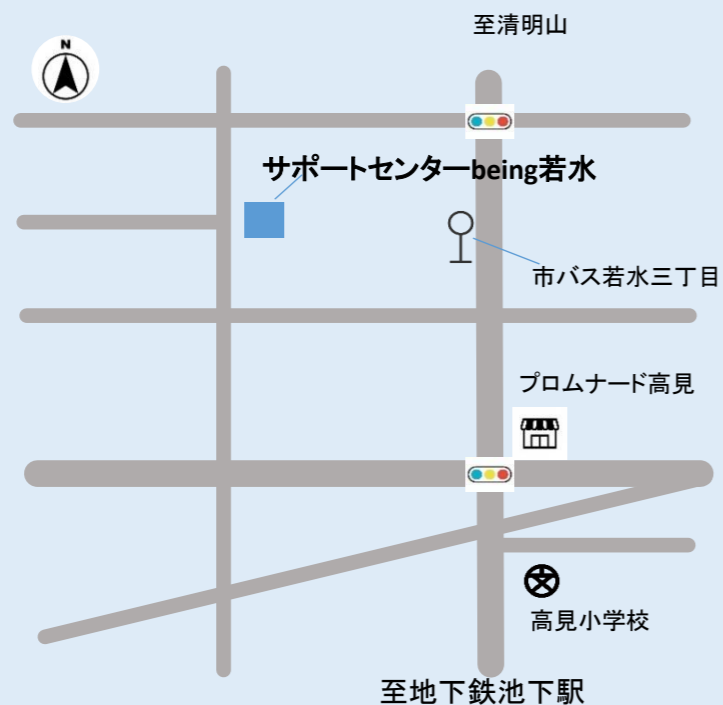 至清明山
N
サポートセンターbeing若水
市バス若水三丁目
プロムナード高見
文
高見小学校
至地下鉄池下駅